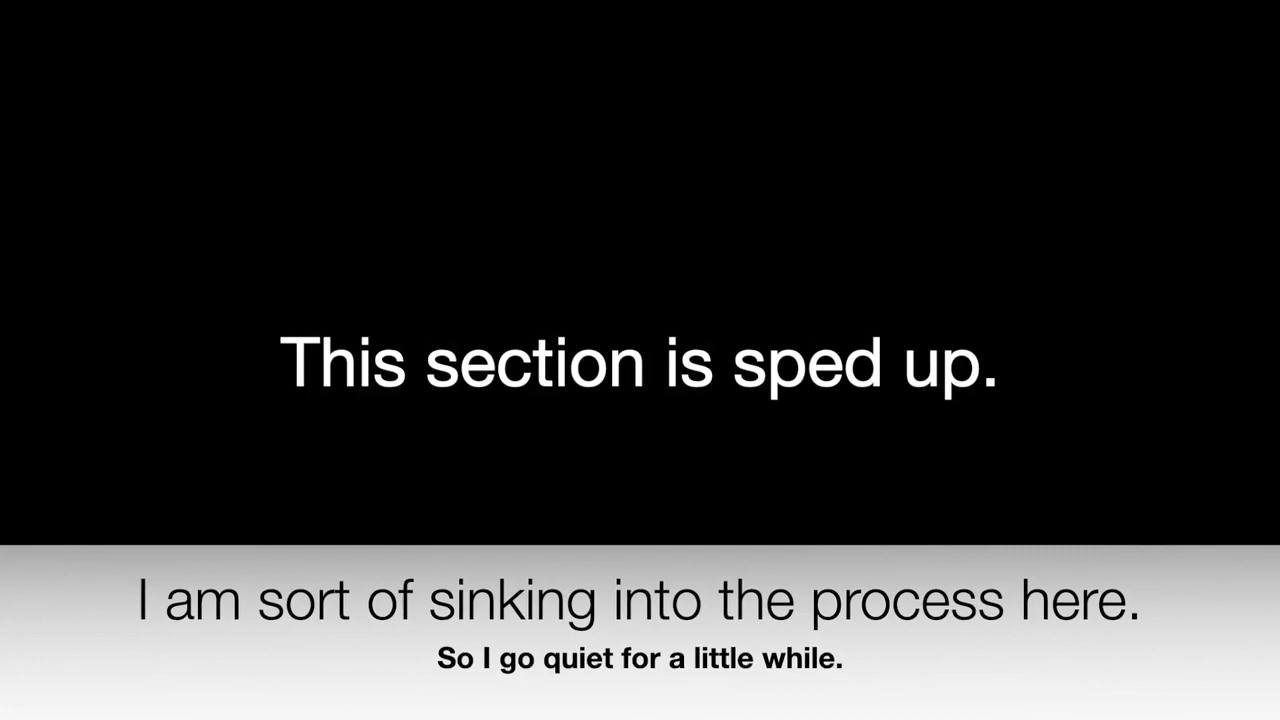 This section is sped up.
I am sort of sinking into the process here.
So I go quiet for a little while.